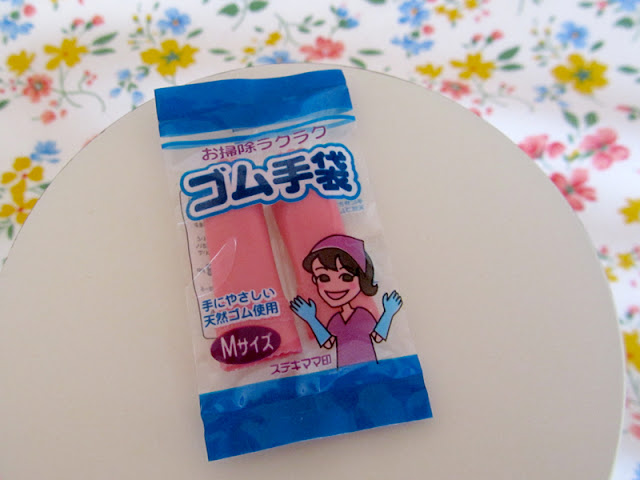 お掃除ラクラク
ゴム手袋
手にやさしい
天然ゴム使用
Mサイズ
ステキママ印